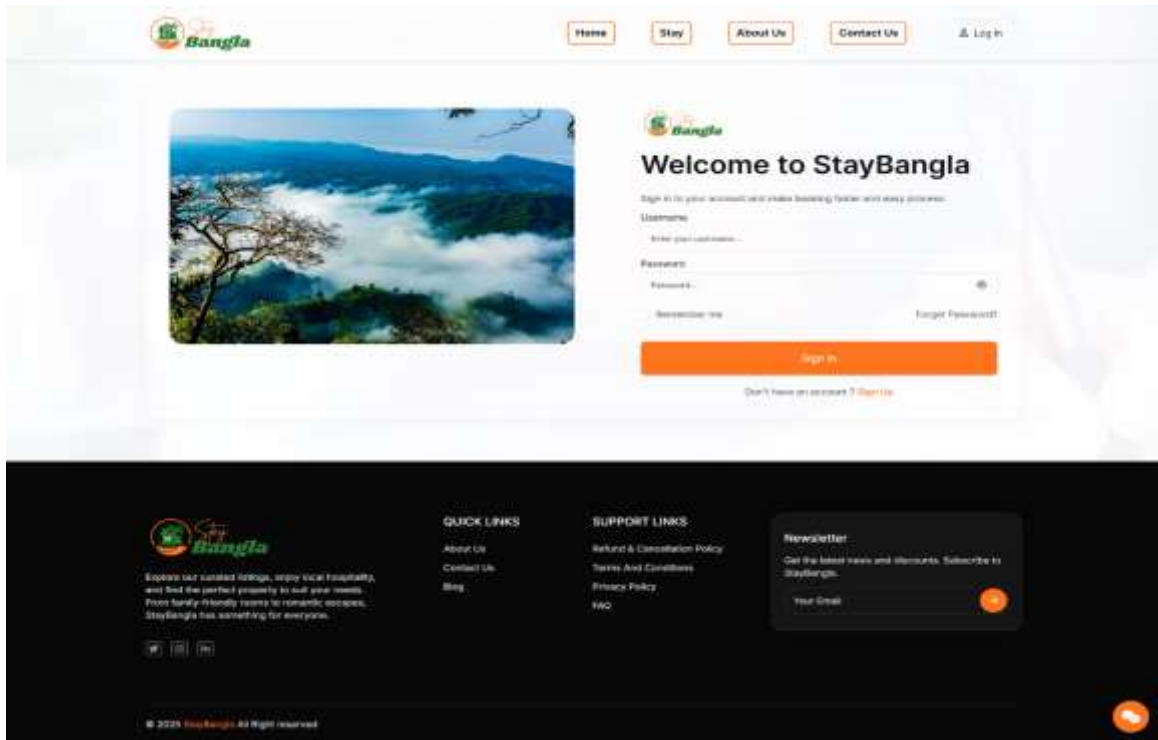 Stay
Bangla
Home
Stay
About Us
Contact Us
Log In
Stay
Bangla
Welcome to StayBangla
Sign in to your account and make booking faster and easy process.
Username
Enter your username...
Password
Password...
Remember me
Forget Password?
Sign In
Don't have an account ? Sign Up
Stay
Bangla
Explore our curated listings, enjoy local hospitality,
and find the perfect property to suit your needs.
From family-friendly rooms to romantic escapes,
StayBangla has something for everyone.
QUICK LINKS
About Us
Contact Us
Blog
SUPPORT LINKS
Refund & Cancellation Policy
Terms And Conditions
Privacy Policy
FAQ
Newsletter
Get the latest news and discounts. Subscribe to
StayBangla.
Your Email
© 2025 StayBangla All Right reserved